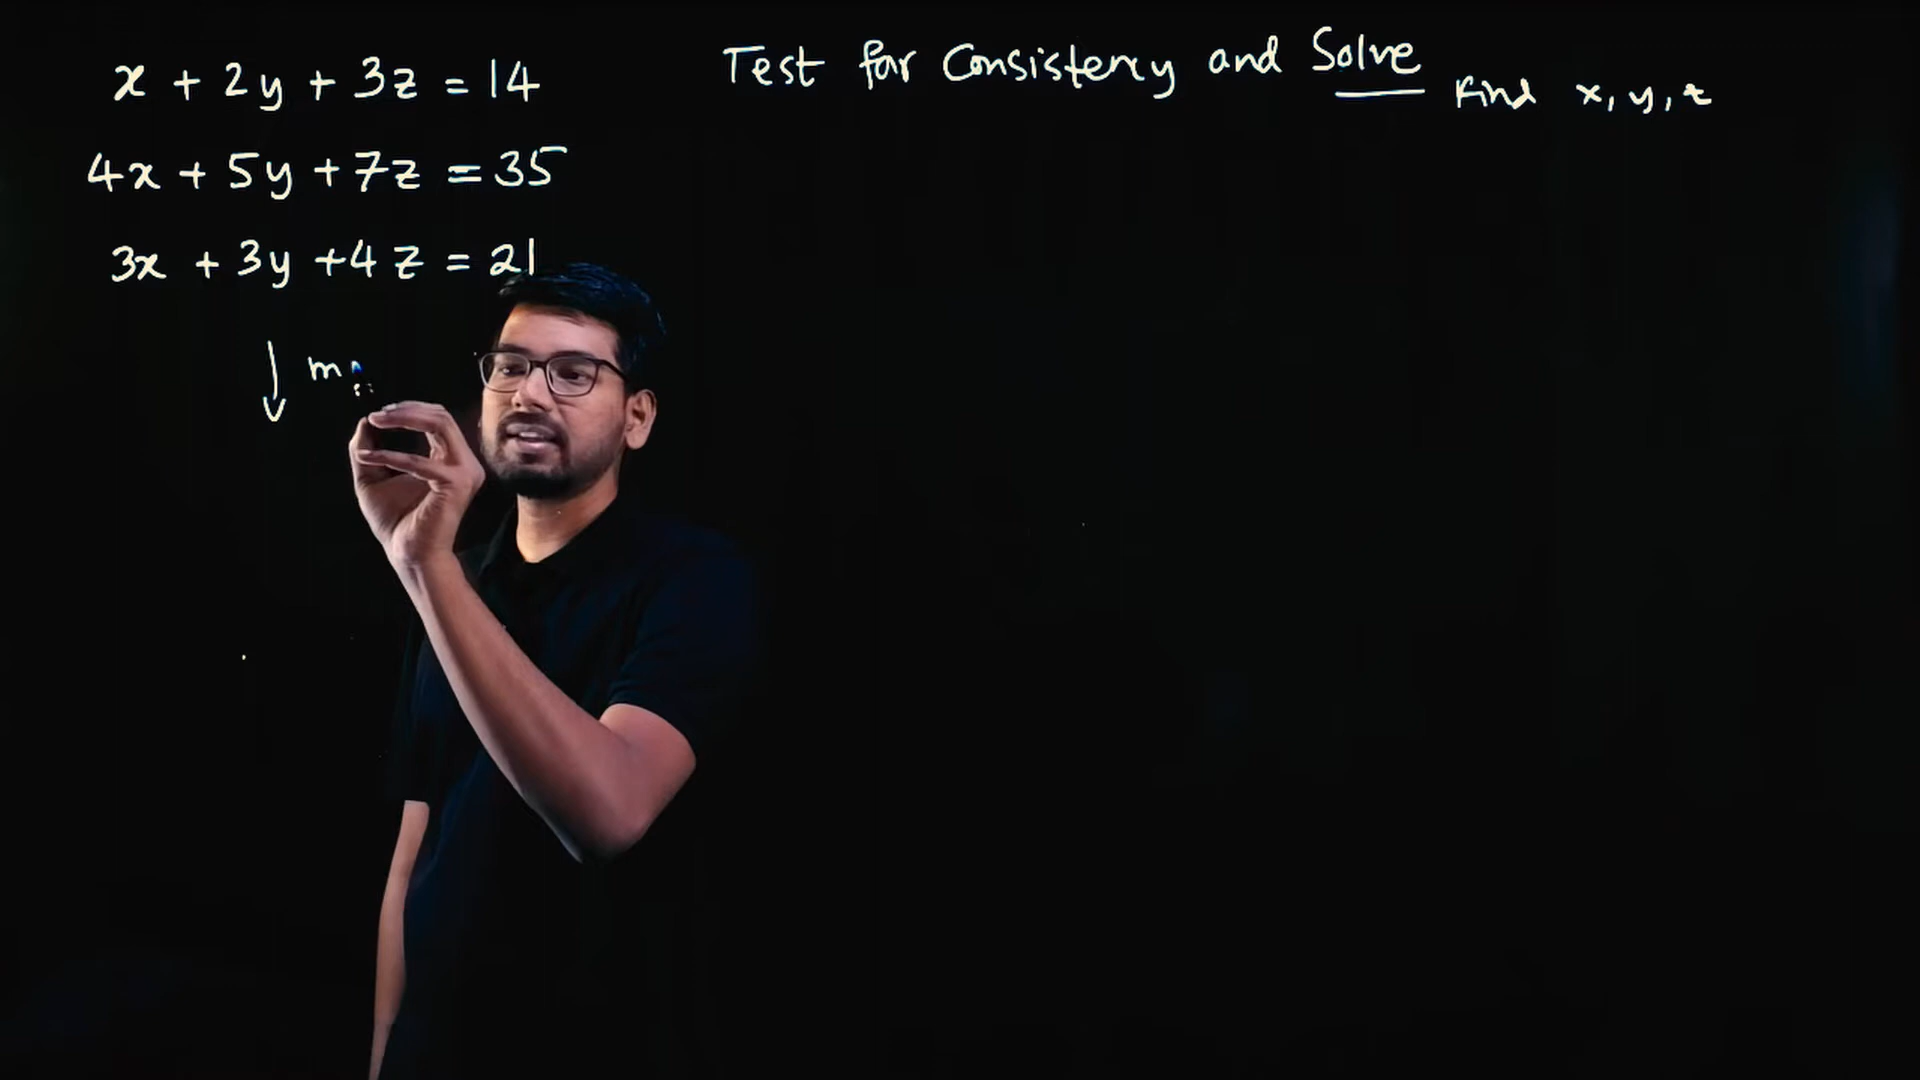 x + 2y + 3z = 14
4x + 5y + 7z = 35
3x + 3y + 4z = 21
Test for Consistency and Solve
Find x, y, z
↓ m